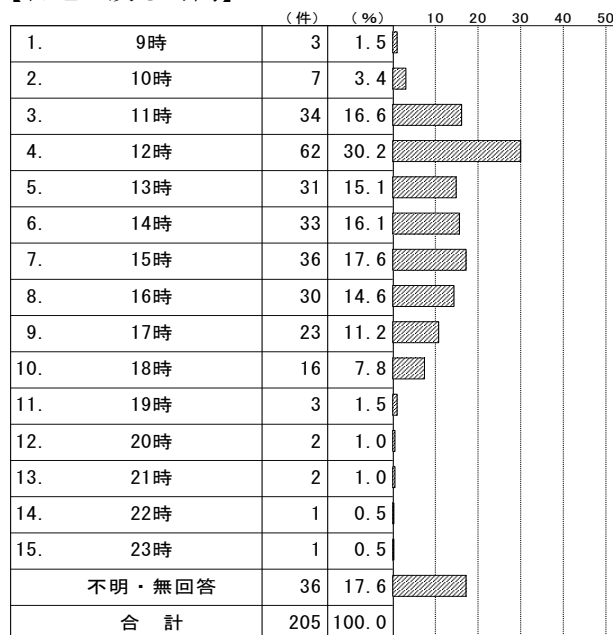 (件) (%) 10 20 30 40 50
1. 9時 3 1.5
2. 10時 7 3.4
3. 11時 34 16.6
4. 12時 62 30.2
5. 13時 31 15.1
6. 14時 33 16.1
7. 15時 36 17.6
8. 16時 30 14.6
9. 17時 23 11.2
10. 18時 16 7.8
11. 19時 3 1.5
12. 20時 2 1.0
13. 21時 2 1.0
14. 22時 1 0.5
15. 23時 1 0.5
不明・無回答 36 17.6
合 計 205 100.0